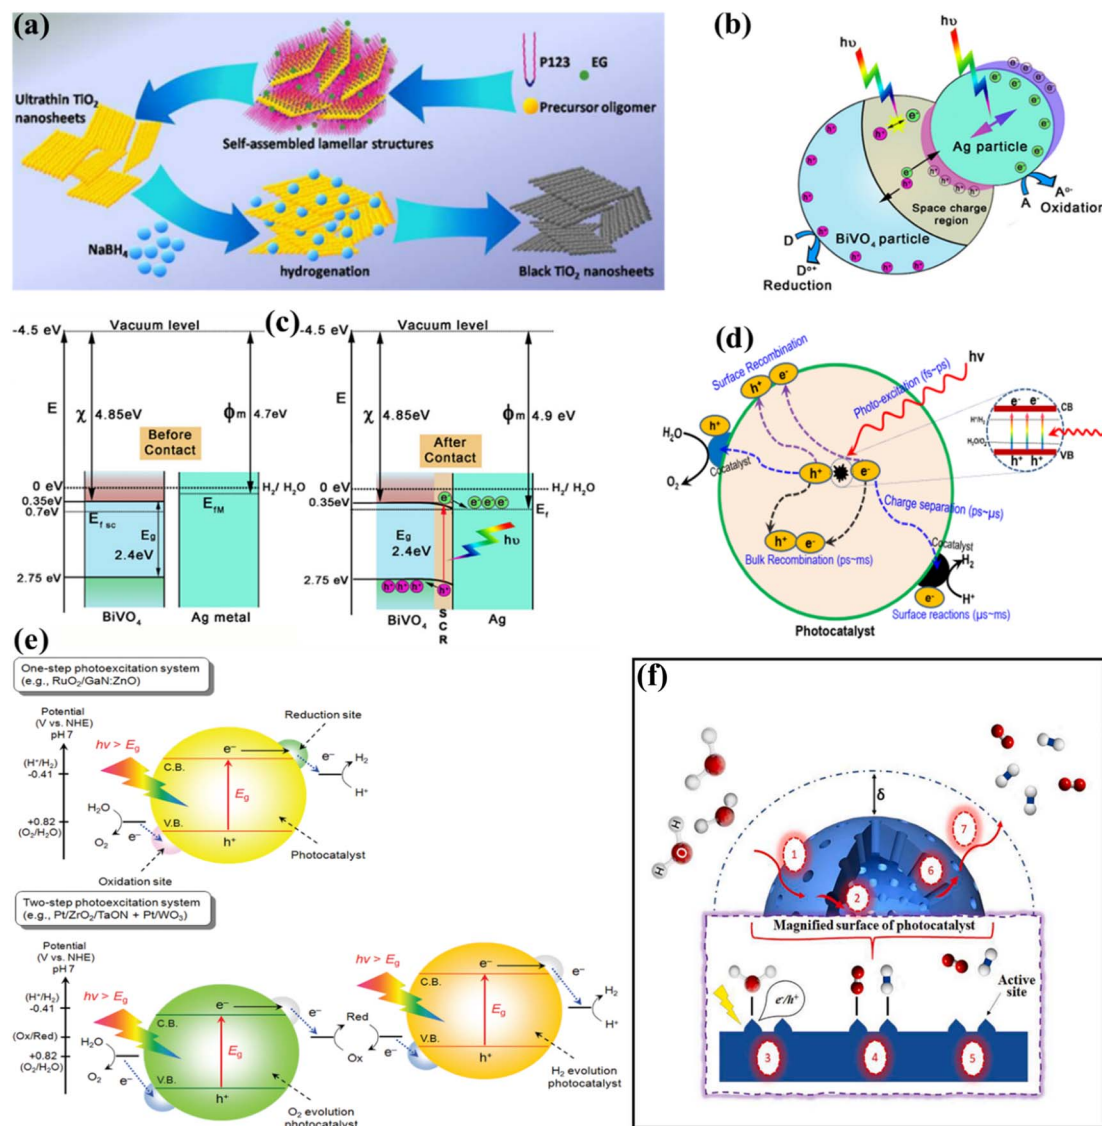 (a)
P123
EG
Precursor oligomer
Ultrathin TiO₂
nanosheets
Self-assembled lamellar structures
NaBH₄
hydrogenation
Black TiO₂ nanosheets
(b)
hυ
hυ
h⁺
e⁻
Ag particle
e⁻
h⁺
Space charge
region
BiVO₄ particle
A
A°⁻
Oxidation
D
D°⁺
Reduction
(c)
-4.5 eV
Vacuum level
E
χ 4.85eV
ϕm 4.7eV
Before
Contact
0 eV
H₂/ H₂O
0.35eV
0.7eV
Ef sc
EfM
Eg
2.4eV
2.75 eV
BiVO₄
Ag metal
-4.5 eV
Vacuum level
E
χ 4.85eV
ϕm 4.9 eV
After
Contact
0 eV
H₂/ H₂O
0.35eV
Ef
e⁻ e⁻ e⁻ e⁻
Eg
2.4eV
hυ
2.75 eV
h⁺ h⁺ h⁺ h⁺
BiVO₄
SCR
Ag
(d)
hv
Surface Recombination
h⁺ e⁻
Photo-excitation (fs~ps)
e⁻ e⁻
CB
H⁺/H₂
H₂O/O₂
VB
h⁺ h⁺
H₂O
O₂
h⁺
Cocatalyst
h⁺ e⁻
Charge separation (ps~μs)
h⁺ e⁻
Bulk Recombination (ps~ms)
Cocatalyst
H₂
H⁺
e⁻
Surface reactions (μs~ms)
Photocatalyst
(e)
One-step photoexcitation system
(e.g., RuO₂/GaN:ZnO)
Potential
(V vs. NHE)
pH 7
hv > Eg
(H⁺/H₂)
-0.41
+0.82
(O₂/H₂O)
H₂O
O₂
e⁻
C.B.
V.B.
e⁻
Eg
h⁺
Reduction site
e⁻
H₂
H⁺
Photocatalyst
Oxidation site
Two-step photoexcitation system
(e.g., Pt/ZrO₂/TaON + Pt/WO₃)
Potential
(V vs. NHE)
pH 7
(H⁺/H₂)
-0.41
(Ox/Red)
+0.82
(O₂/H₂O)
hv > Eg
H₂O
O₂
e⁻
C.B.
V.B.
e⁻
Eg
h⁺
e⁻
Red
Ox
O₂ evolution
photocatalyst
hv > Eg
C.B.
V.B.
e⁻
Eg
h⁺
e⁻
e⁻
H₂
H⁺
H₂ evolution
photocatalyst
(f)
H
O
H
δ
1
2
6
7
Magnified surface of photocatalyst
e⁻/h⁺
Active
site
3
4
5